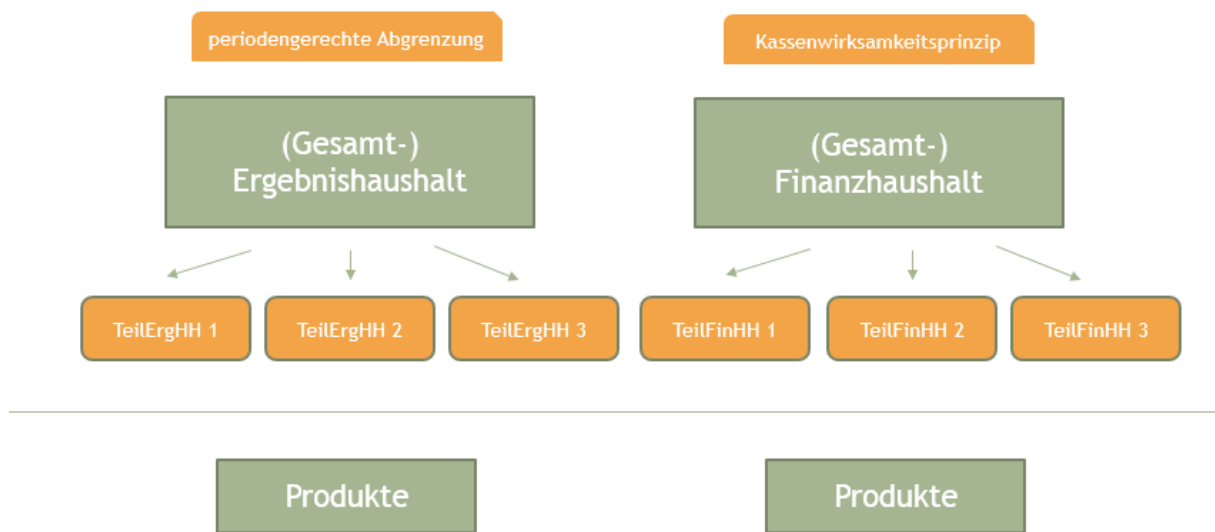 periodengerechte Abgrenzung
Kassenwirksamkeitsprinzip
(Gesamt-)
Ergebnishaushalt
(Gesamt-)
Finanzhaushalt
TeilErgHH 1
TeilErgHH 2
TeilErgHH 3
TeilFinHH 1
TeilFinHH 2
TeilFinHH 3
Produkte
Produkte